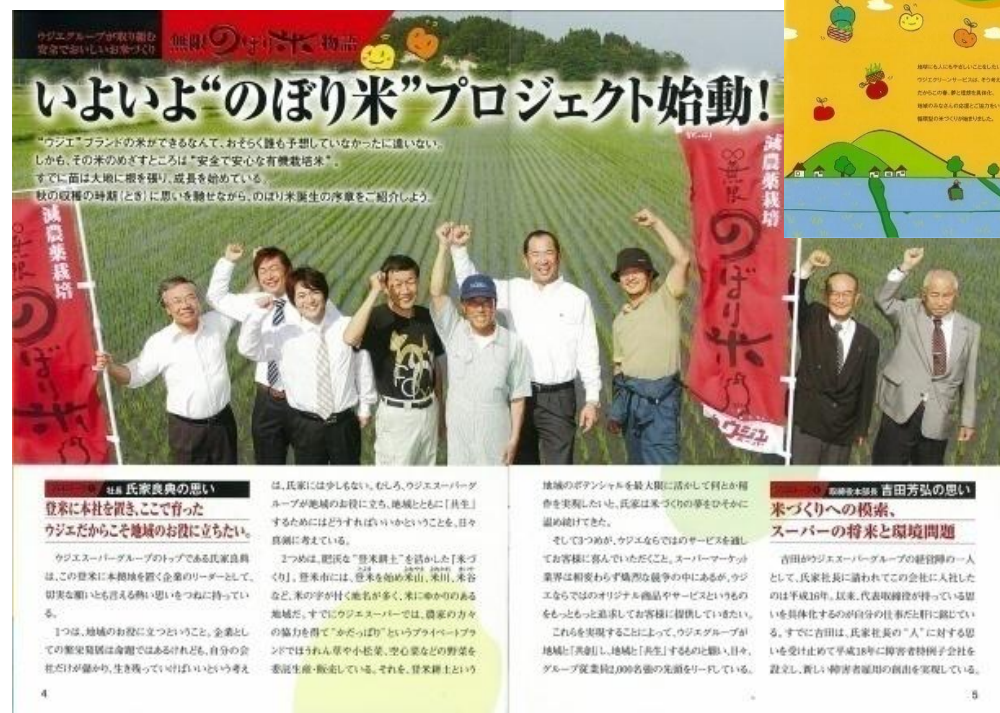 ウジエグループが取り組む
安全でおいしいお米づくり
無限のぼり米物語
いよいよ“のぼり米”プロジェクト始動!
“ウジエ”ブランドの米ができるなんて、おそらく誰も予想していなかったに違いない。
しかも、その米のめざすところは“安全で安心な有機栽培米”。
すでに苗は大地に根を張り、成長を始めている。
秋の収穫の時期(とき)に思いを馳せながら、のぼり米誕生の序章をご紹介しよう。
減農薬栽培
無限
のぼり米
減農薬栽培
無限
のぼり米
ウジエ
スーパー
社長 氏家良典の思い
登米に本社を置き、ここで育った
ウジエだからこそ地域のお役に立ちたい。
ウジエスーパーグループのトップである氏家良典
は、この登米に本拠地を置く企業のリーダーとして、
切実な願いとも言える熱い思いをつねに持ってい
る。
1つは、地域のお役に立つということ。企業とし
ての繁栄発展は命題ではあるけれども、自分の会
社だけが儲かり、生き残っていけばいいという考え
は、氏家には少しもない。むしろ、ウジエスーパーグ
ループが地域のお役に立ち、地域とともに「共生」
するためにはどうすればいいかということを、日々
真剣に考えている。
2つめは、肥沃な“登米耕土”を活かした「米づ
くり」。登米市には、登米を始め米山、米川、米谷
など、米の字が付く地名が多く、米にゆかりのある
地域だ。すでにウジエスーパーでは、農家の方々
の協力を得て“かだっぱり”というプライベートブラ
ンドでほうれん草や小松菜、空心菜などの野菜を
委託生産・販売している。それを、登米耕土という
地域のポテンシャルを最大限に活かして何とか稲
作を実現したいと、氏家は米づくりの夢をひそかに
温め続けてきた。
そして3つめが、ウジエならではのサービスを通し
てお客様に喜んでいただくこと。スーパーマーケット
業界は相変わらず熾烈な競争の中にあるが、ウジ
エならではのオリジナル商品やサービスというもの
をもっともっと追求してお客様に提供していきたい。
これらを実現することによって、ウジエグループが
地域と「共創」し、地域と「共生」するものと願い、日々、
グループ従業員2,000名強の先頭をリードしている。
取締役本部長 吉田芳弘の思い
米づくりへの模索、
スーパーの将来と環境問題
吉田がウジエスーパーグループの経営陣の一人
として、氏家社長に請われてこの会社に入社した
のは平成16年。以来、代表取締役が持っている思
いを具体化するのが自分の仕事だと肝に銘じてい
る。すでに吉田は、氏家社長の“人”に対する思
いを受け止めて平成18年に障害者特例子会社を
設立し、新しい障害者雇用の創出を実現している。
4
5